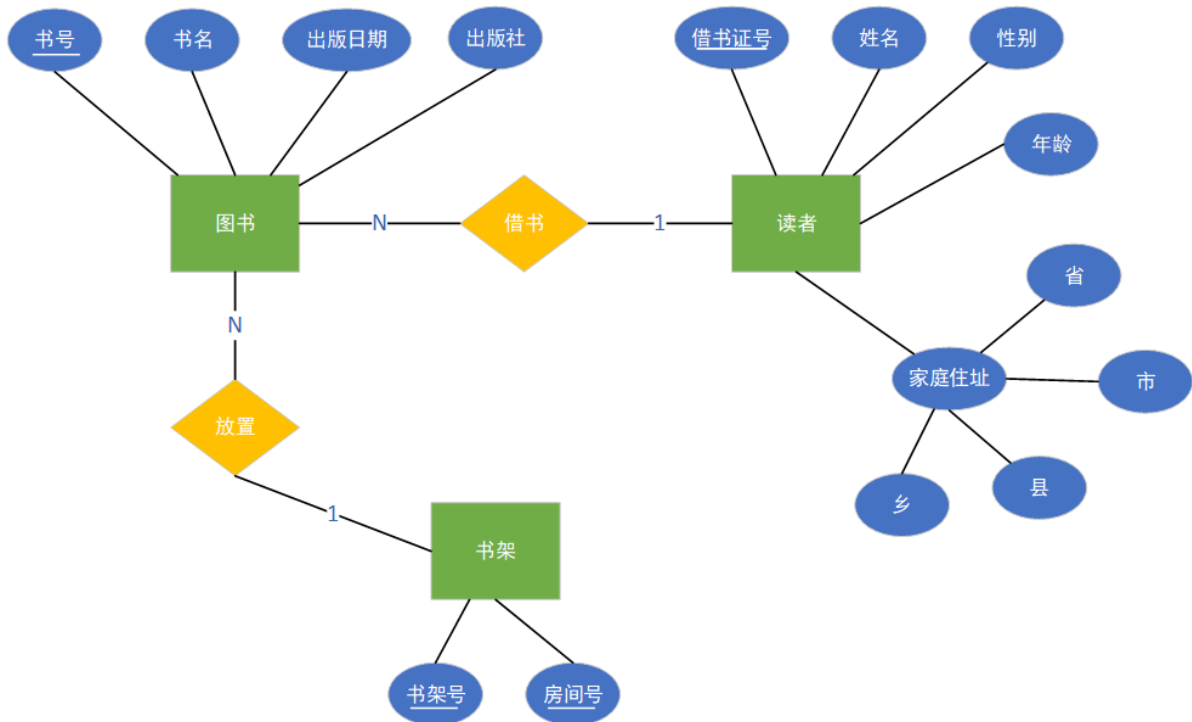 书号
书名
出版日期
出版社
借书证号
姓名
性别
年龄
图书
N
借书
1
读者
省
N
家庭住址
市
放置
县
乡
1
书架
书架号
房间号